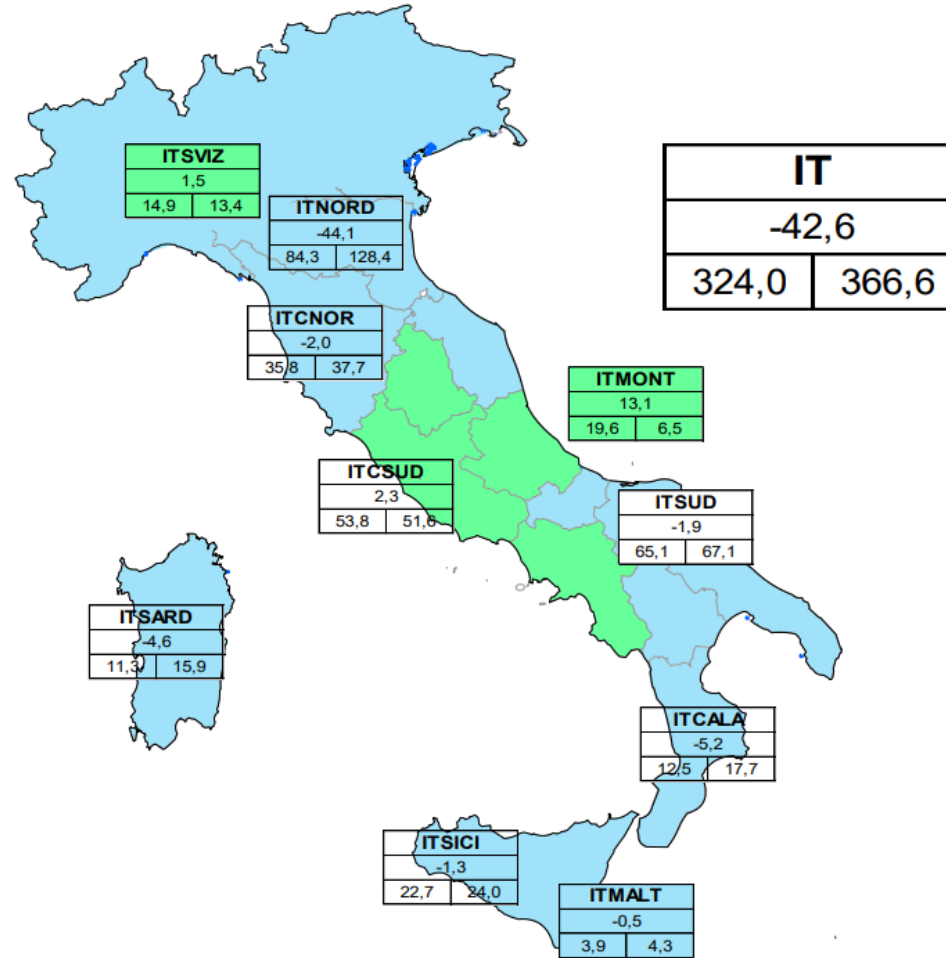 ITSVIZ
1,5
14,9 13,4
ITNORD
-44,1
84,3 128,4
IT
-42,6
324,0 366,6
ITCNOR
-2,0
35,8 37,7
ITMONT
13,1
19,6 6,5
ITCSUD
2,3
53,8 51,6
ITSUD
-1,9
65,1 67,1
ITSARD
-4,6
11,3 15,9
ITCALA
-5,2
12,5 17,7
ITSICI
-1,3
22,7 24,0
ITMALT
-0,5
3,9 4,3